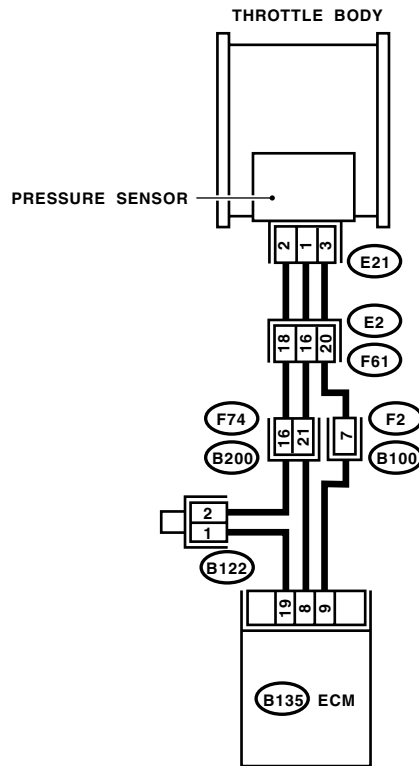 THROTTLE BODY
PRESSURE SENSOR
2 1 3
E21
E2
18 16 20
F61
F74
F2
16 21
7
B200
B100
2
1
B122
19 8 9
B135 ECM